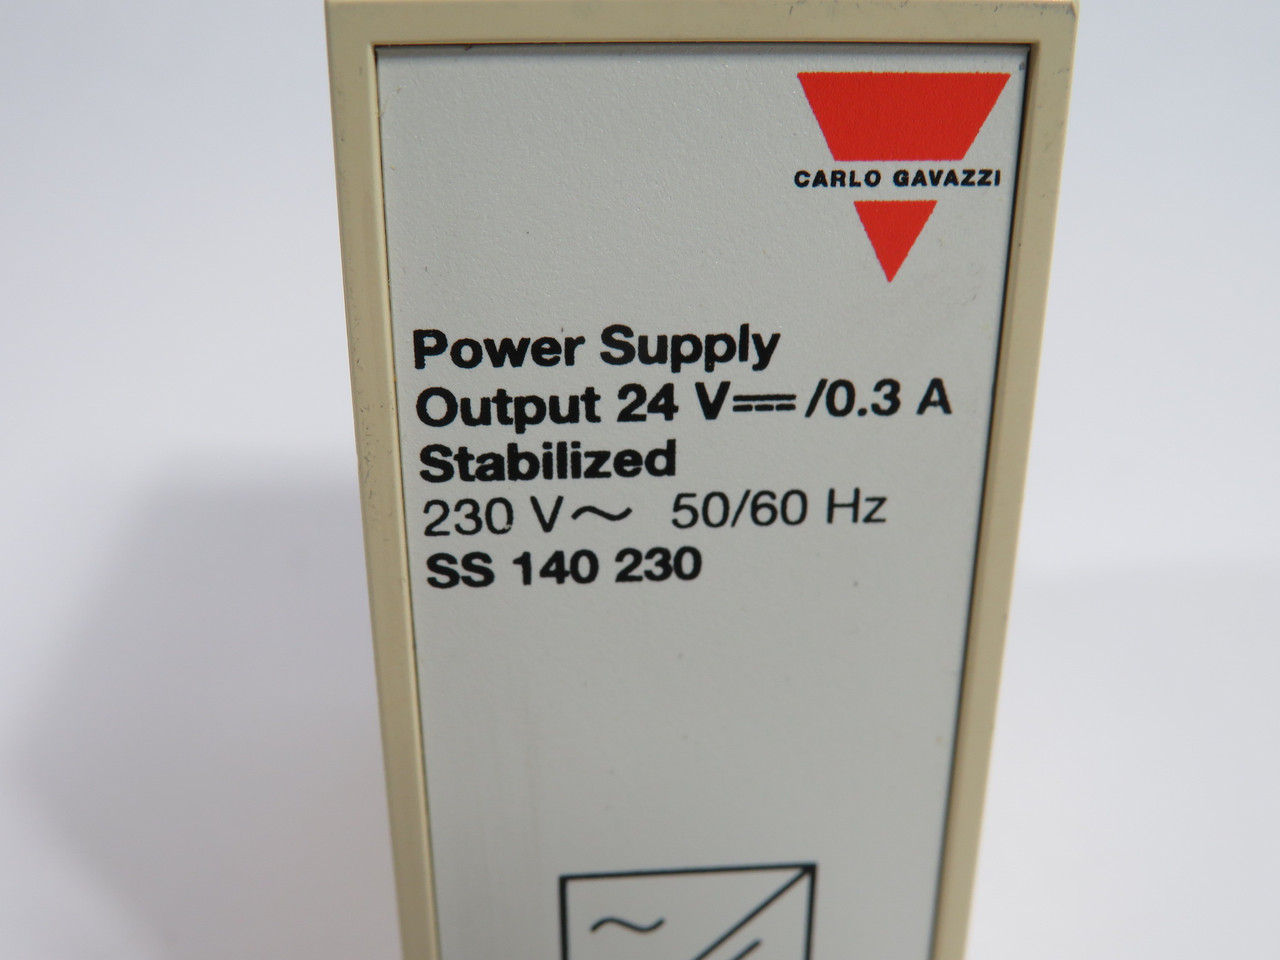 CARLO GAVAZZI
Power Supply
Output 24 V⎓/0.3 A
Stabilized
230 V～ 50/60 Hz
SS 140 230